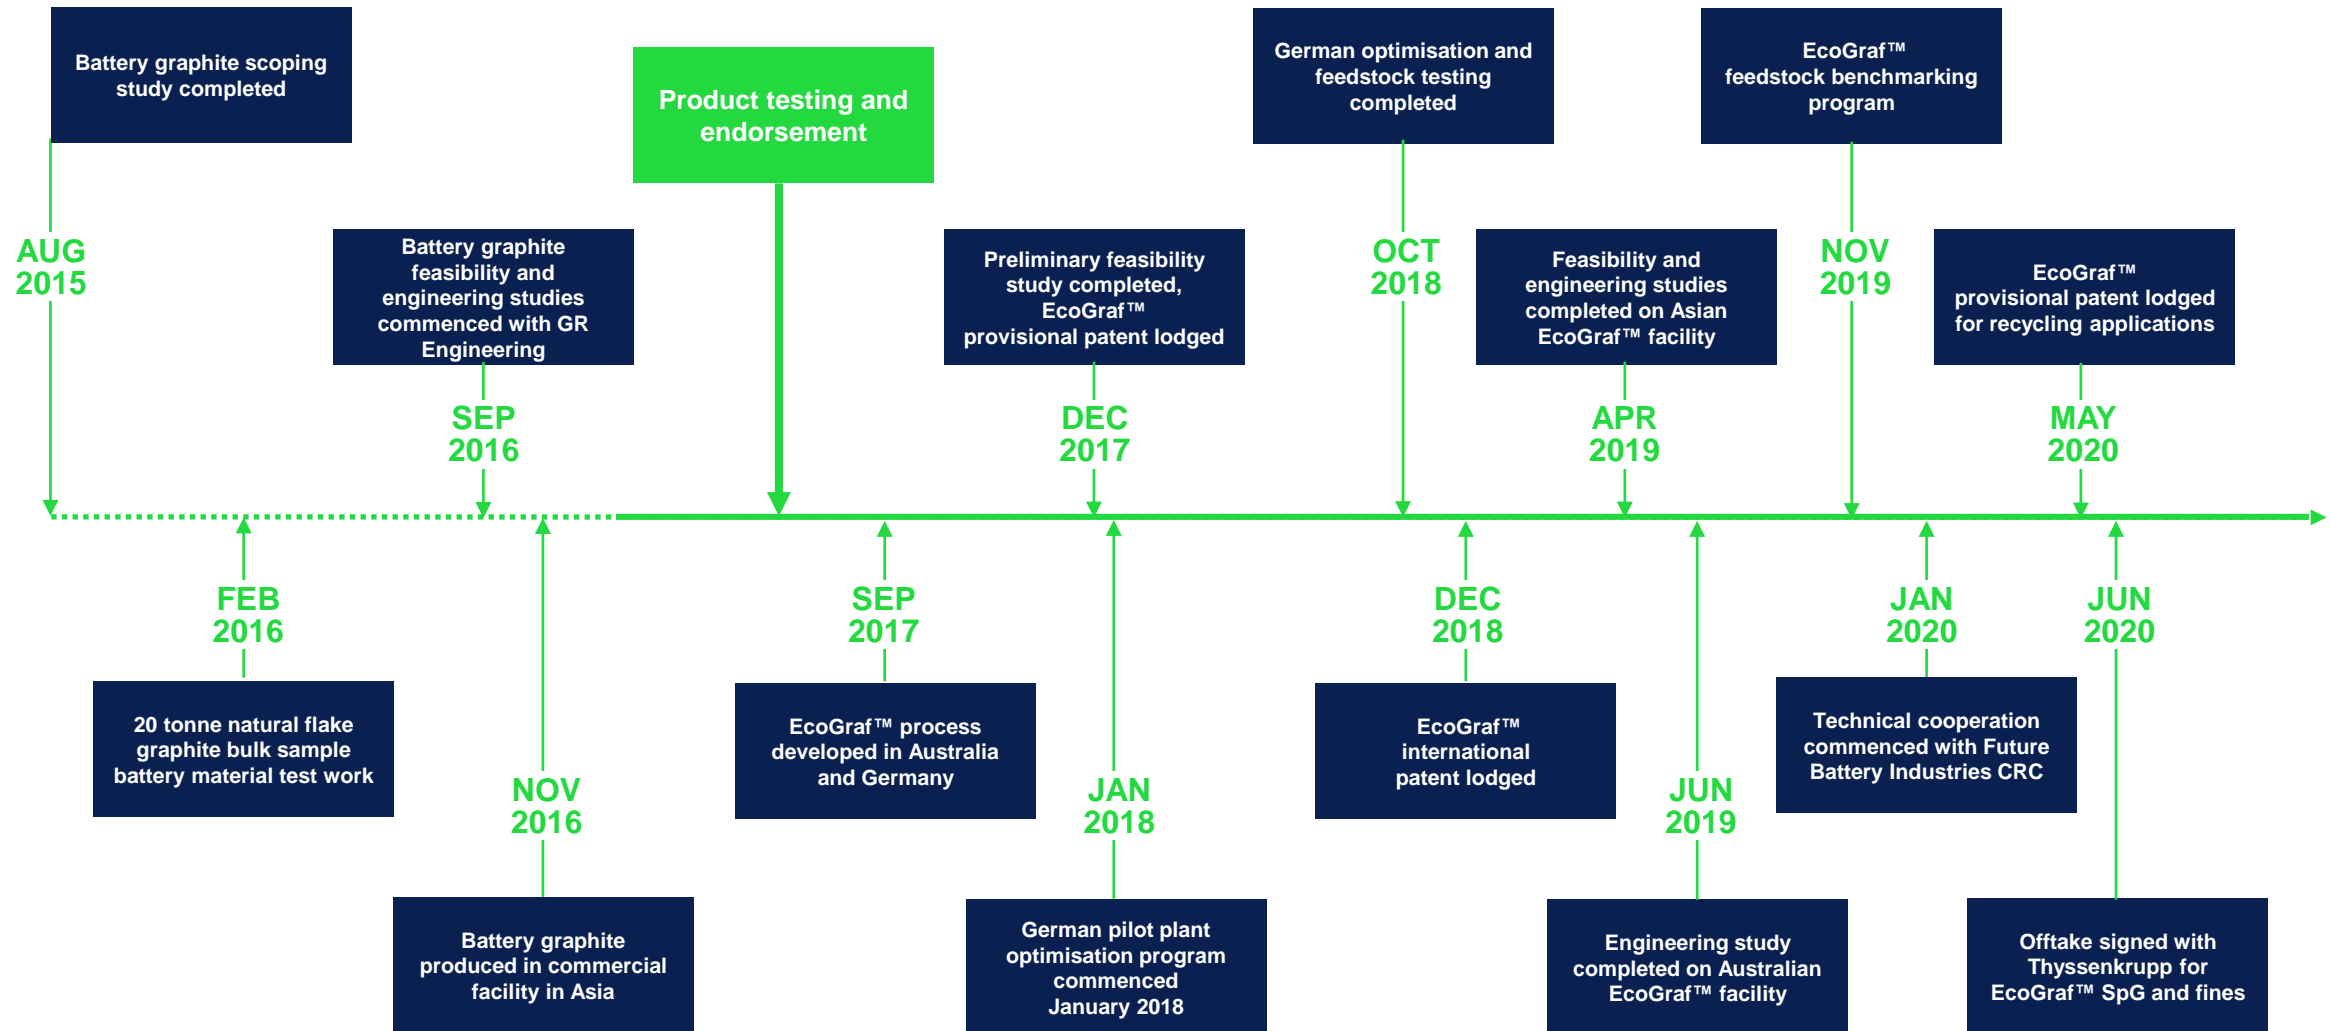 Battery graphite scoping
study completed
AUG
2015
20 tonne natural flake
graphite bulk sample
battery material test work
FEB
2016
Battery graphite
feasibility and
engineering studies
commenced with GR
Engineering
SEP
2016
Battery graphite
produced in commercial
facility in Asia
NOV
2016
Product testing and
endorsement
EcoGraf™ process
developed in Australia
and Germany
SEP
2017
Preliminary feasibility
study completed,
EcoGraf™
provisional patent lodged
DEC
2017
German pilot plant
optimisation program
commenced
January 2018
JAN
2018
German optimisation and
feedstock testing
completed
OCT
2018
EcoGraf™
international
patent lodged
DEC
2018
Feasibility and
engineering studies
completed on Asian
EcoGraf™ facility
APR
2019
Engineering study
completed on Australian
EcoGraf™ facility
JUN
2019
EcoGraf™
feedstock benchmarking
program
NOV
2019
Technical cooperation
commenced with Future
Battery Industries CRC
JAN
2020
EcoGraf™
provisional patent lodged
for recycling applications
MAY
2020
Offtake signed with
Thyssenkrupp for
EcoGraf™ SpG and fines
JUN
2020